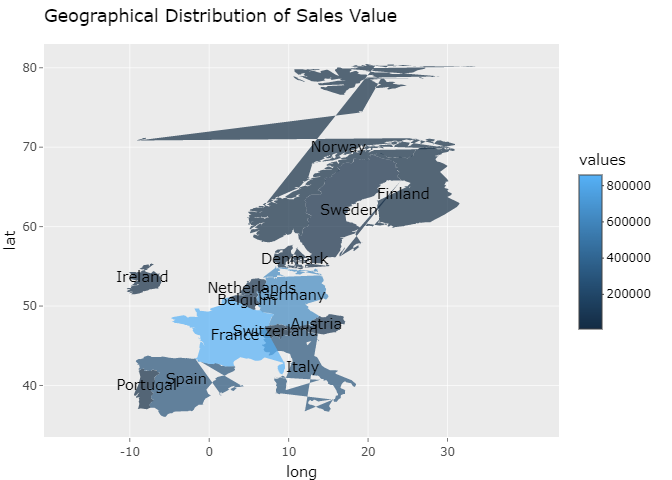 Geographical Distribution of Sales Value
80
70
60
50
40
lat
-10
0
10
20
30
long
Norway
Finland
Sweden
Denmark
Ireland
Netherlands
Germany
Belgium
Austria
Switzerland
France
Italy
Spain
Portugal
values
800000
600000
400000
200000